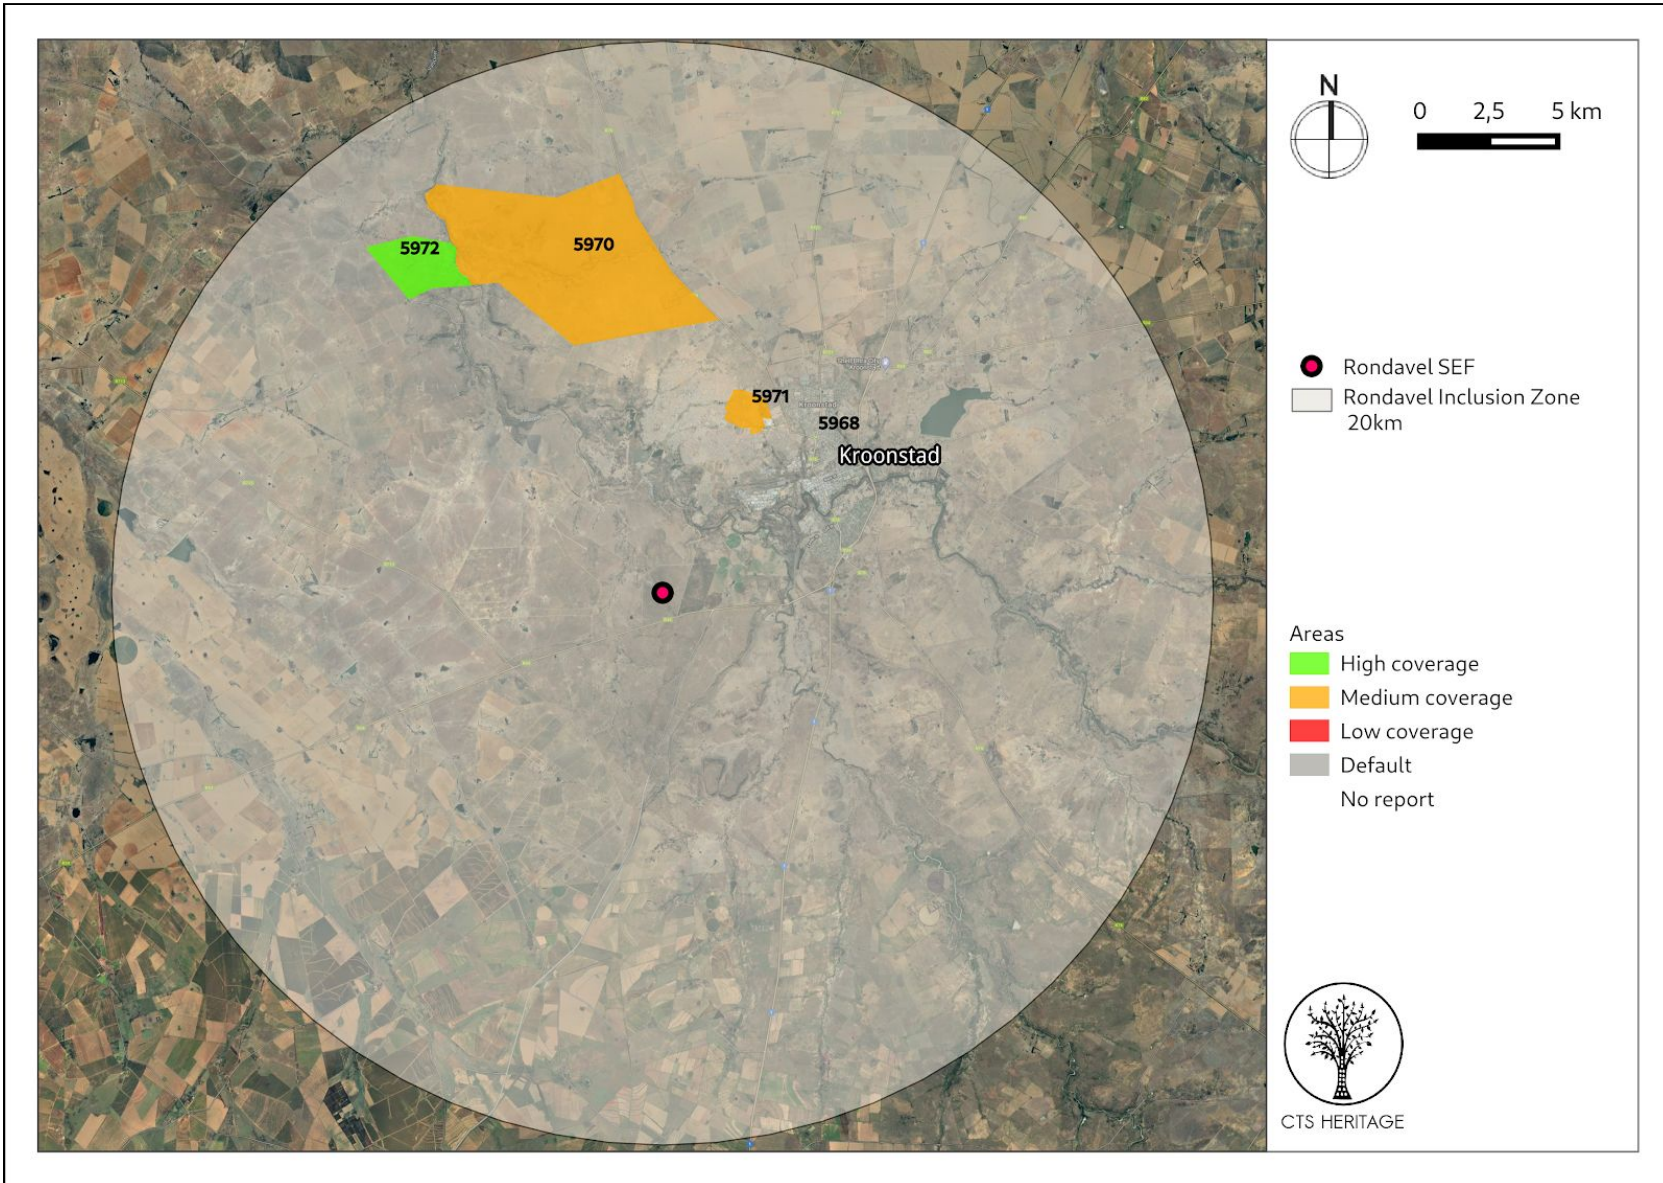 N
0 2,5 5 km
5972
5970
5971
5968
Kroonstad
Kroonstad
Rondavel SEF
Rondavel Inclusion Zone
20km
Areas
High coverage
Medium coverage
Low coverage
Default
No report
CTS HERITAGE